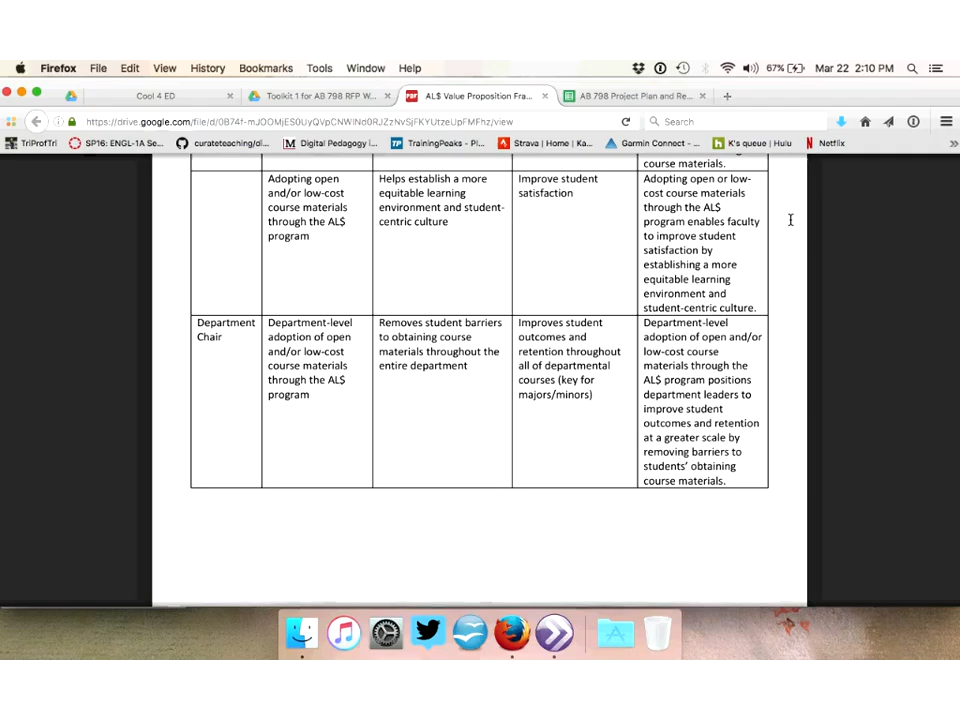 Firefox File Edit View History Bookmarks Tools Window Help 67% Mar 22 2:10 PM
Cool 4 ED
Toolkit 1 for AB 798 RFP W...
PDF AL$ Value Proposition Fra...
AB 798 Project Plan and Re...
Search
TriProfTri SP16: ENGL-1A Se... curateteaching/di... M Digital Pedagogy l... TP TrainingPeaks - Pl... Strava | Home | Ka... Garmin Connect - ... h K's queue | Hulu N Netflix
course materials.
Adopting open
and/or low-cost
course materials
through the AL$
program
Helps establish a more
equitable learning
environment and student-
centric culture
Improve student
satisfaction
Adopting open or low-
cost course materials
through the AL$
program enables faculty
to improve student
satisfaction by
establishing a more
equitable learning
environment and
student-centric culture.
Department
Chair
Department-level
adoption of open
and/or low-cost
course materials
through the AL$
program
Removes student barriers
to obtaining course
materials throughout the
entire department
Improves student
outcomes and
retention throughout
all of departmental
courses (key for
majors/minors)
Department-level
adoption of open and/or
low-cost course
materials through the
AL$ program positions
department leaders to
improve student
outcomes and retention
at a greater scale by
removing barriers to
students' obtaining
course materials.